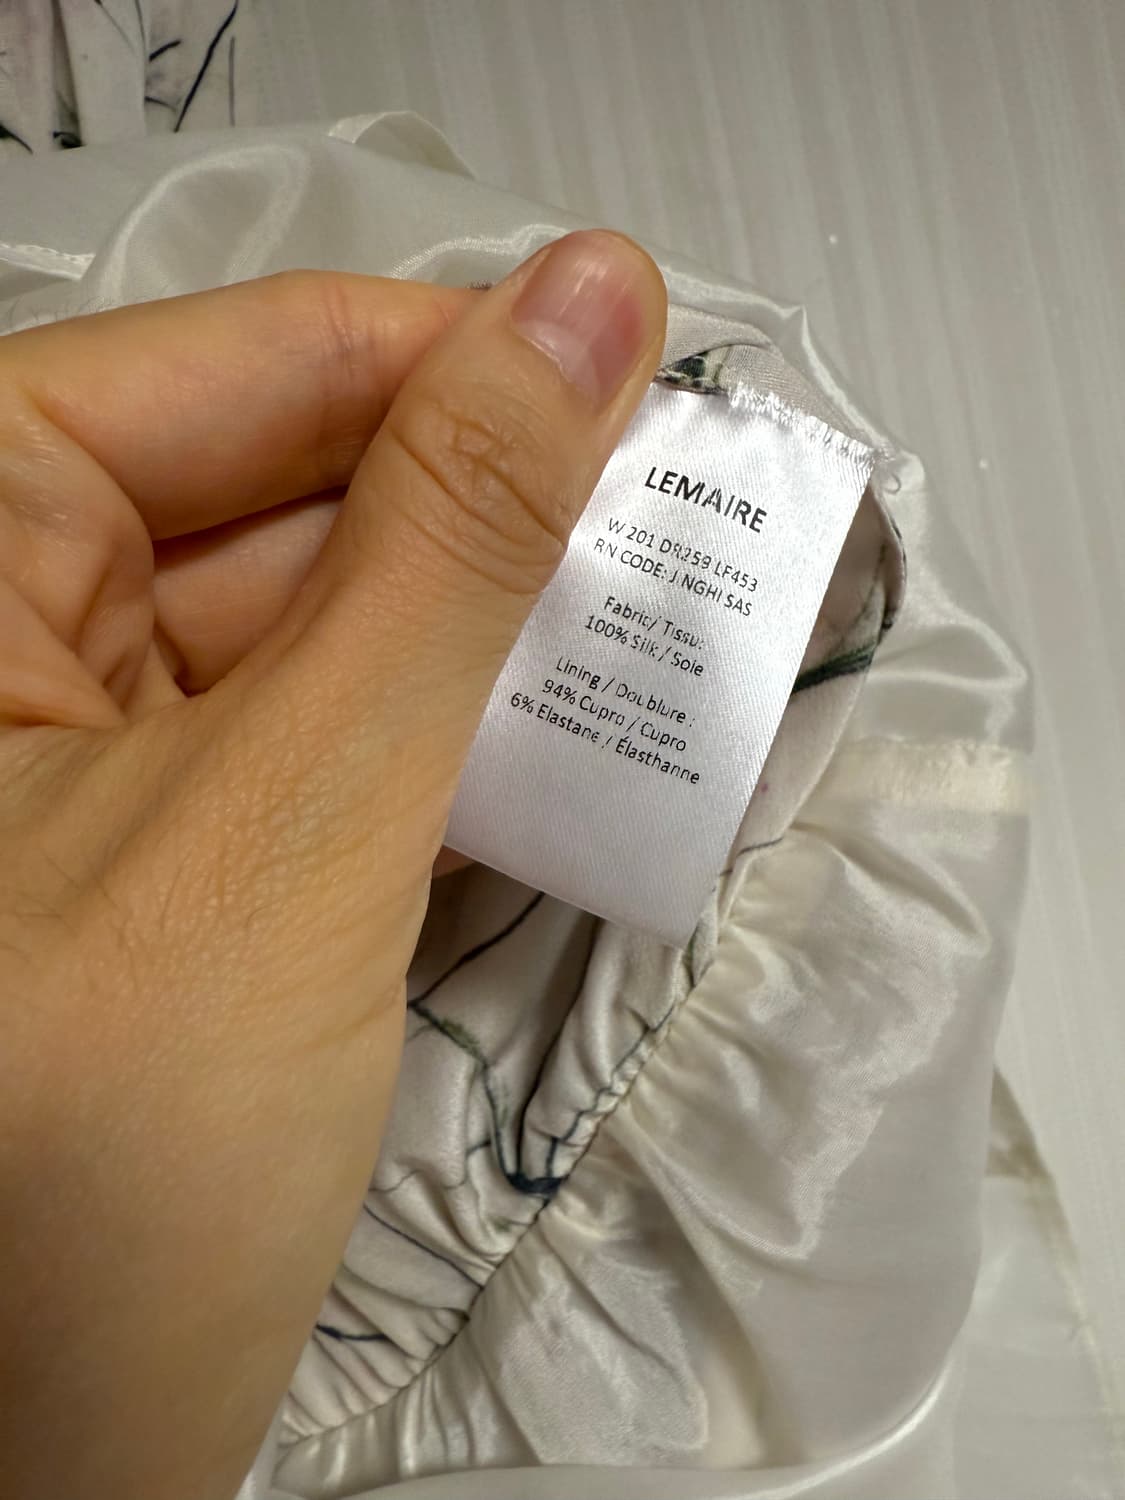 LEMAIRE
W 201 DR259 LF453
RN CODE: JINGHI SAS
Fabric/ Tissu:
100% Silk / Soie
Lining / Doublure :
94% Cupro / Cupro
6% Elastane / Élasthanne